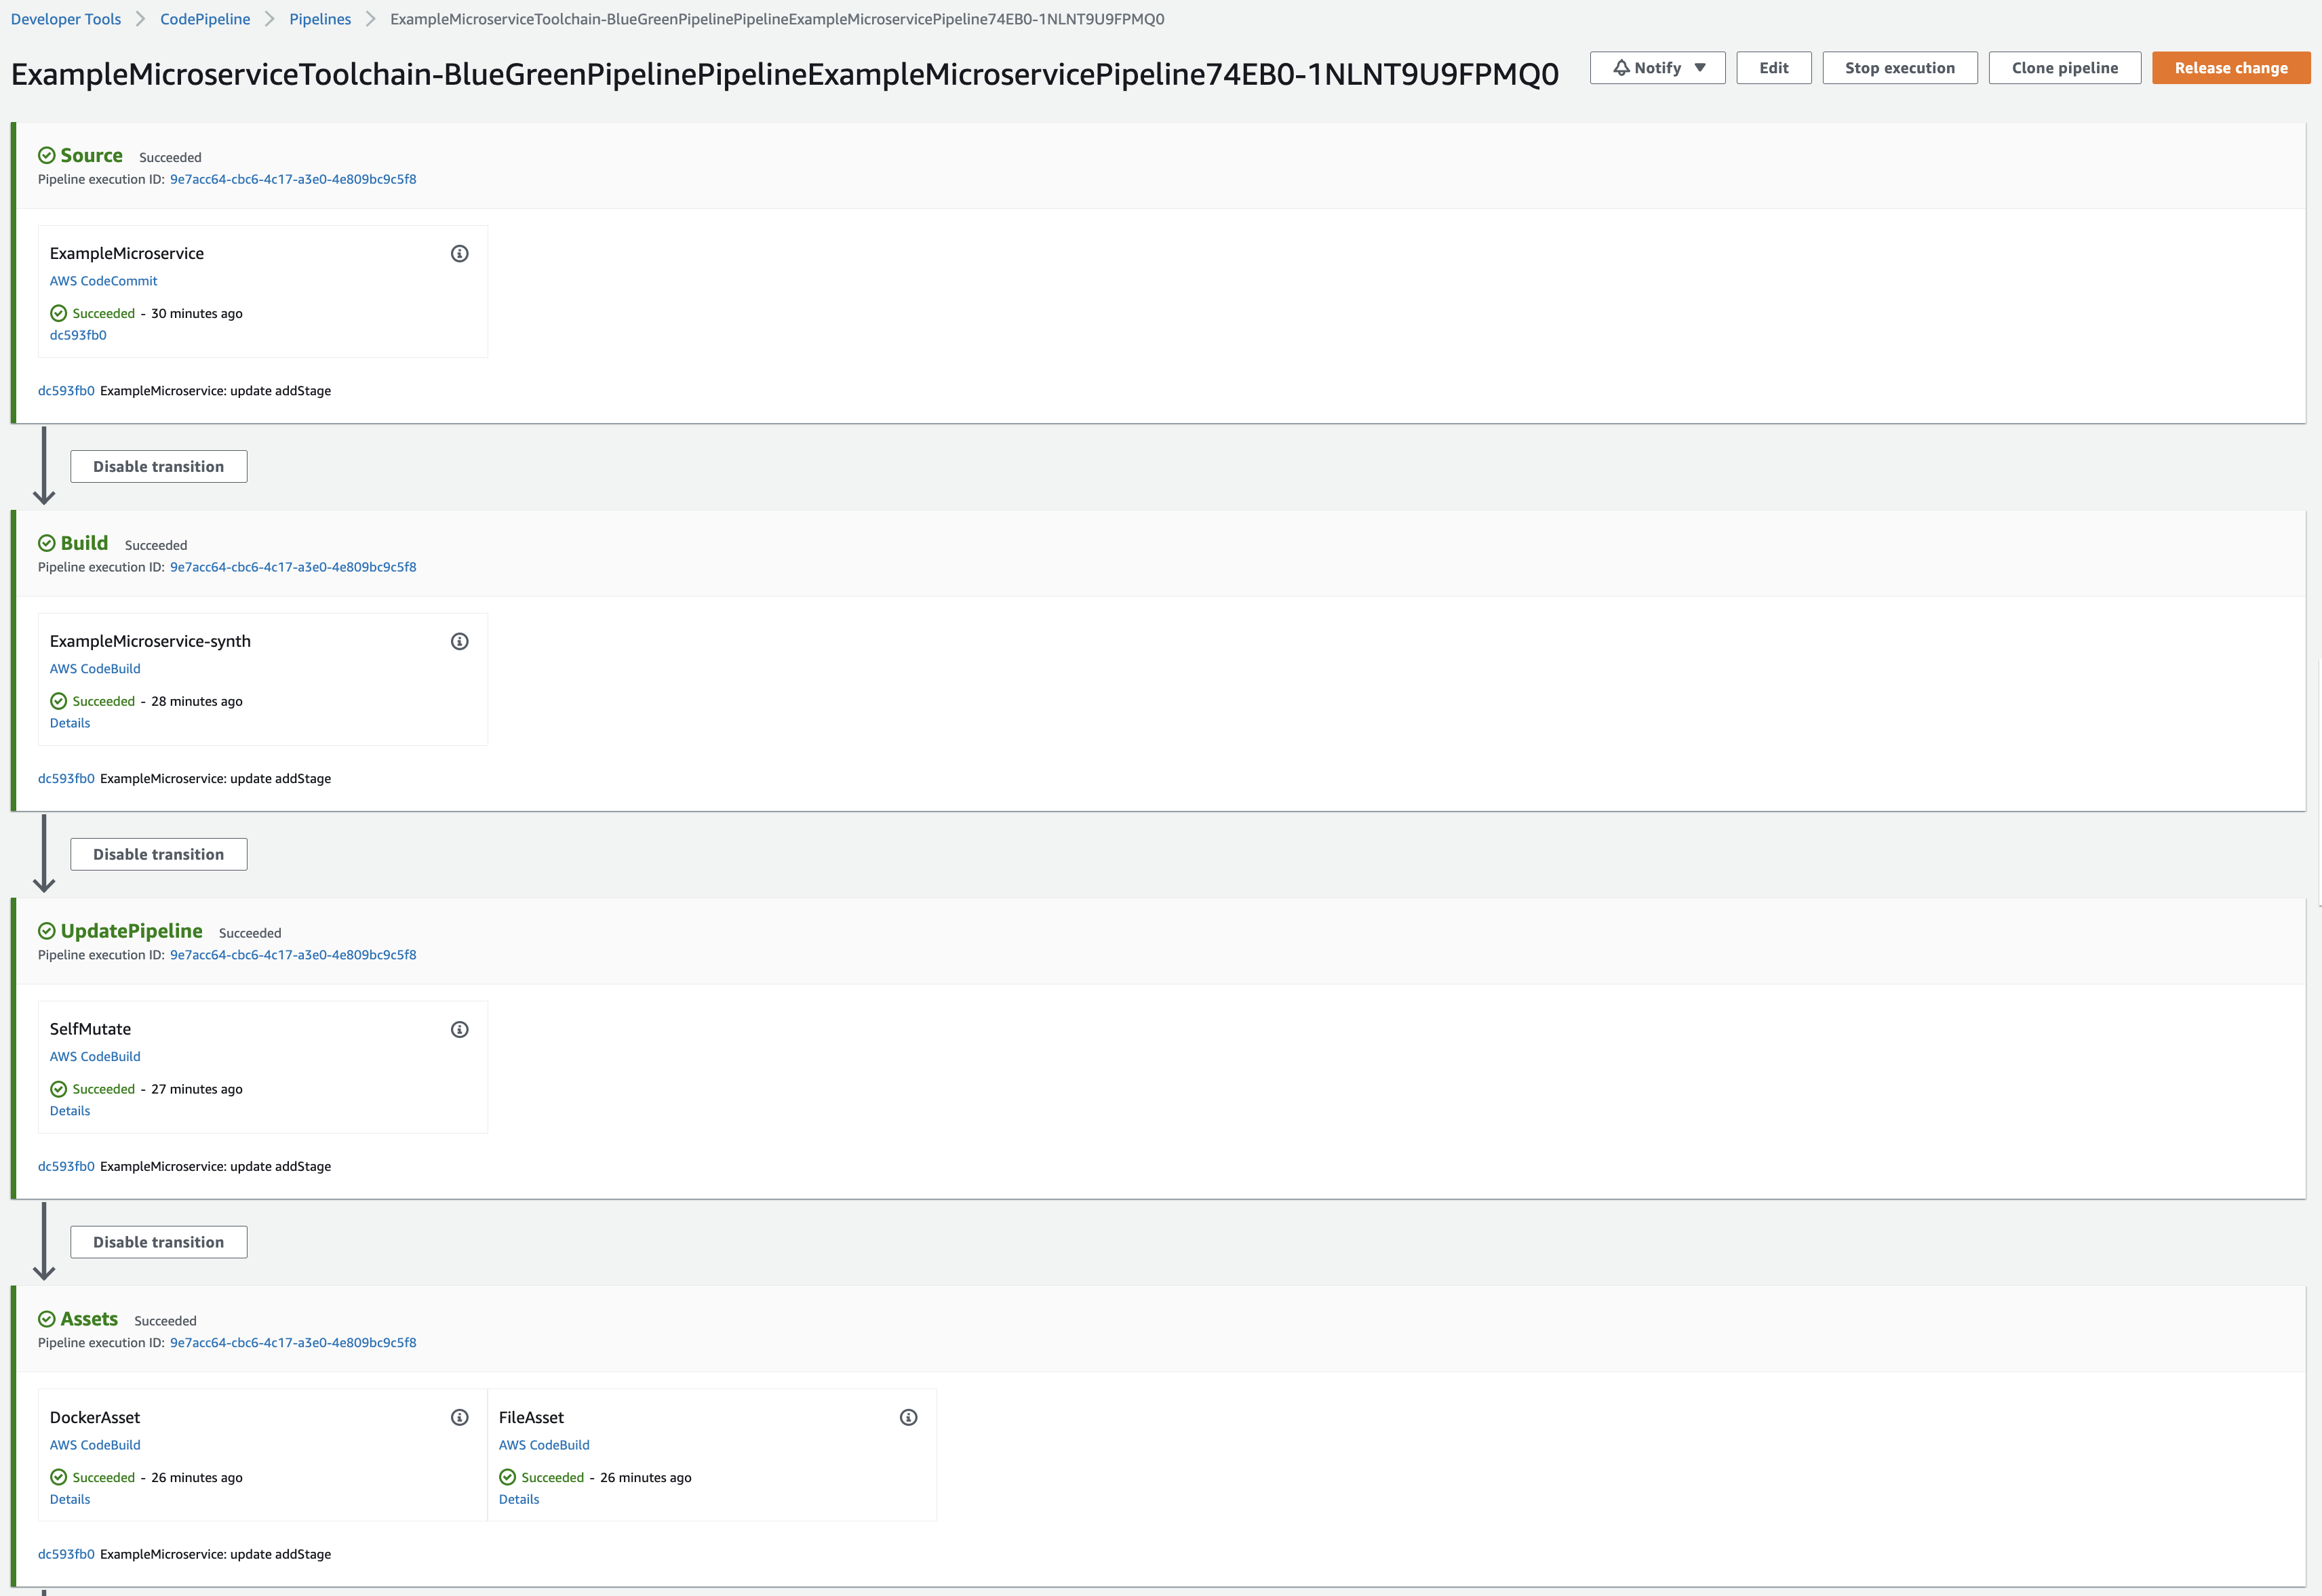 Developer Tools > CodePipeline > Pipelines > ExampleMicroserviceToolchain-BlueGreenPipelinePipelineExampleMicroservicePipeline74EB0-1NLNT9U9FPMQ0
ExampleMicroserviceToolchain-BlueGreenPipelinePipelineExampleMicroservicePipeline74EB0-1NLNT9U9FPMQ0
Notify Edit Stop execution Clone pipeline Release change
Source Succeeded
Pipeline execution ID: 9e7acc64-cbc6-4c17-a3e0-4e809bc9c5f8
ExampleMicroservice
AWS CodeCommit
Succeeded - 30 minutes ago
dc593fb0
dc593fb0 ExampleMicroservice: update addStage
Disable transition
Build Succeeded
Pipeline execution ID: 9e7acc64-cbc6-4c17-a3e0-4e809bc9c5f8
ExampleMicroservice-synth
AWS CodeBuild
Succeeded - 28 minutes ago
Details
dc593fb0 ExampleMicroservice: update addStage
Disable transition
UpdatePipeline Succeeded
Pipeline execution ID: 9e7acc64-cbc6-4c17-a3e0-4e809bc9c5f8
SelfMutate
AWS CodeBuild
Succeeded - 27 minutes ago
Details
dc593fb0 ExampleMicroservice: update addStage
Disable transition
Assets Succeeded
Pipeline execution ID: 9e7acc64-cbc6-4c17-a3e0-4e809bc9c5f8
DockerAsset
AWS CodeBuild
Succeeded - 26 minutes ago
Details
FileAsset
AWS CodeBuild
Succeeded - 26 minutes ago
Details
dc593fb0 ExampleMicroservice: update addStage